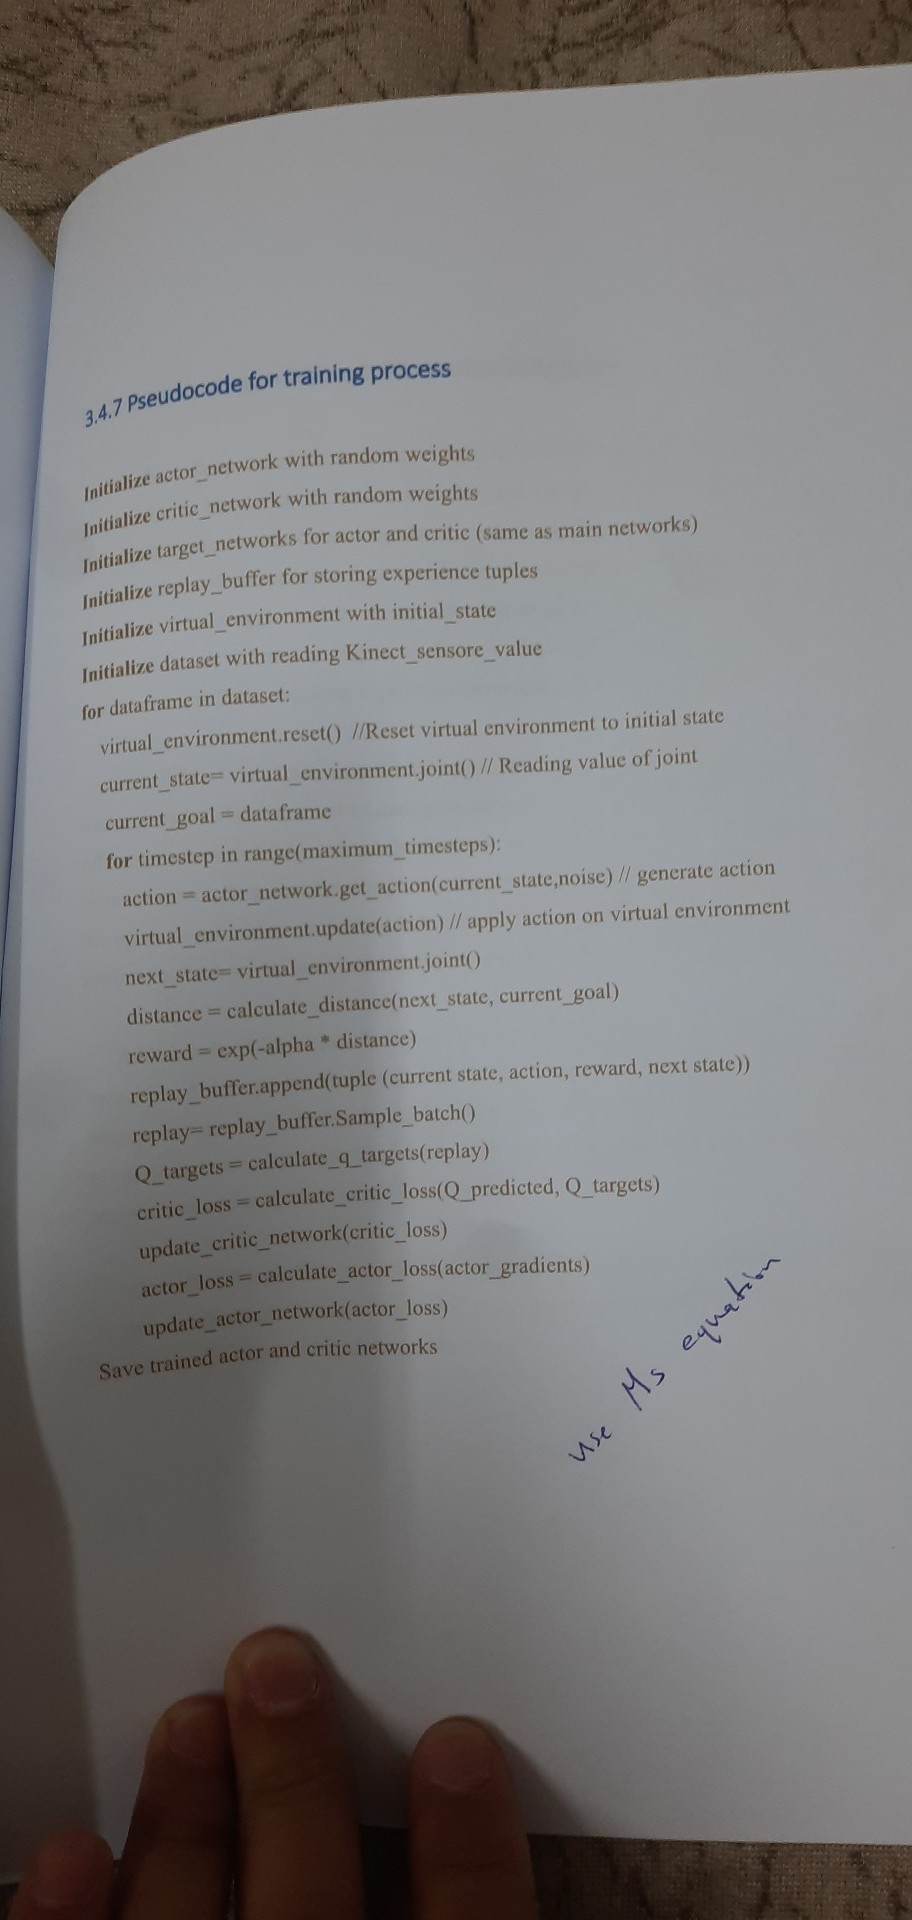 3.4.7 Pseudocode for training process
Initialize actor_network with random weights
Initialize critic_network with random weights
Initialize target_networks for actor and critic (same as main networks)
Initialize replay_buffer for storing experience tuples
Initialize virtual_environment with initial_state
Initialize dataset with reading Kinect_sensore_value
for dataframe in dataset:
virtual_environment.reset() //Reset virtual environment to initial state
current_state= virtual_environment.joint() // Reading value of joint
current_goal = dataframe
for timestep in range(maximum_timesteps):
action = actor_network.get_action(current_state,noise) // generate action
virtual_environment.update(action) // apply action on virtual environment
next_state= virtual_environment.joint()
distance = calculate_distance(next_state, current_goal)
reward = exp(-alpha * distance)
replay_buffer.append(tuple (current state, action, reward, next state))
replay= replay_buffer.Sample_batch()
Q_targets = calculate_q_targets(replay)
critic_loss = calculate_critic_loss(Q_predicted, Q_targets)
update_critic_network(critic_loss)
actor_loss = calculate_actor_loss(actor_gradients)
update_actor_network(actor_loss)
Save trained actor and critic networks
use Ms equation